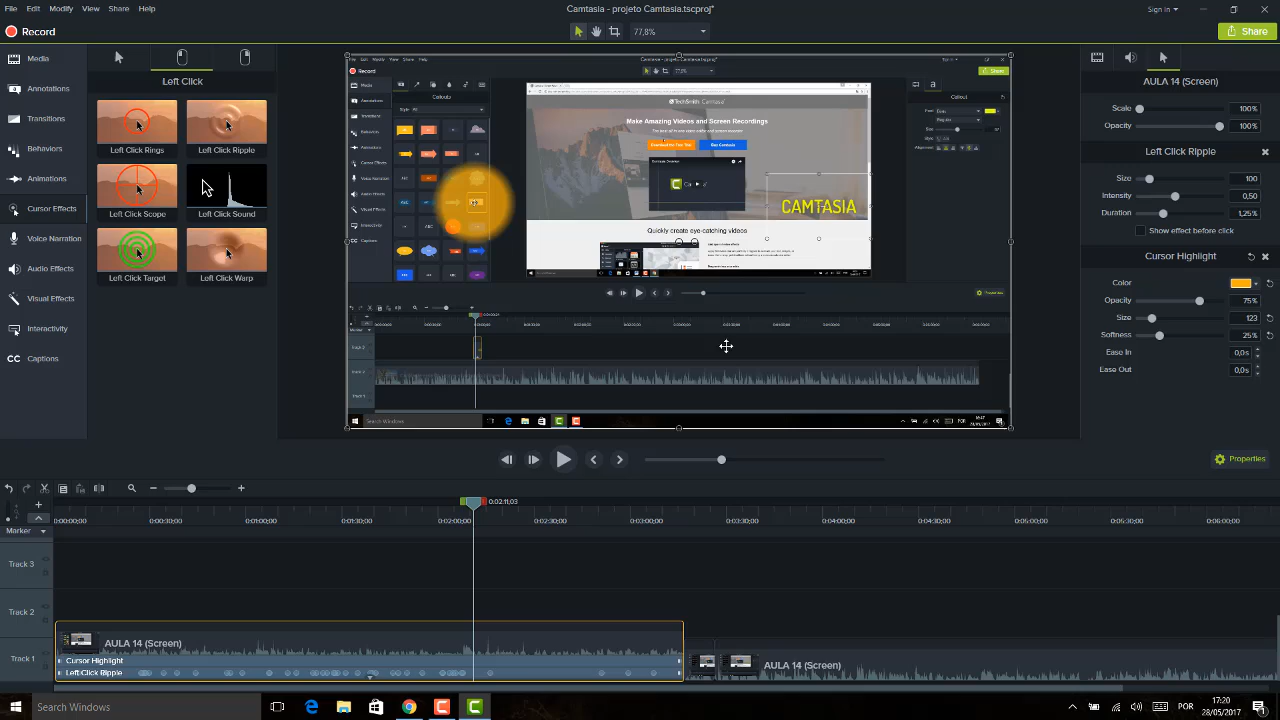 File Edit Modify View Share Help
Camtasia - projeto Camtasia.tscproj*
Sign in
Record
77,8%
Share
Media
Annotations
Transitions
Behaviors
Animations
Cursor Effects
Voice Narration
Audio Effects
Visual Effects
Interactivity
CC Captions
Left Click
Left Click Rings
Left Click Ripple
Left Click Scope
Left Click Sound
Left Click Target
Left Click Warp
Record
Share
Callouts
TechSmith Camtasia
Make Amazing Videos and Screen Recordings
CAMTASIA
Quickly create eye-catching videos
Search Windows
AULA 14 (Screen)
Scale 100%
Opacity 100%
Left Click Ripple
Size 100
Intensity 0,50
Duration 1,25%
Show effect before click
Cursor Highlight
Color
Opacity 75%
Size 123
Softness 25%
Ease In 0,0s
Ease Out 0,0s
Properties
0:02:11;03
0:00:00;00 0:00:30;00 0:01:00;00 0:01:30;00 0:02:00;00 0:02:30;00 0:03:00;00 0:03:30;00 0:04:00;00 0:04:30;00 0:05:00;00 0:05:30;00 0:06:00;00
Marker
Track 3
Track 2
Track 1
AULA 14 (Screen)
Cursor Highlight
Left Click Ripple
AULA 14 (Screen)
Search Windows
POR
17:20
28/05/2017